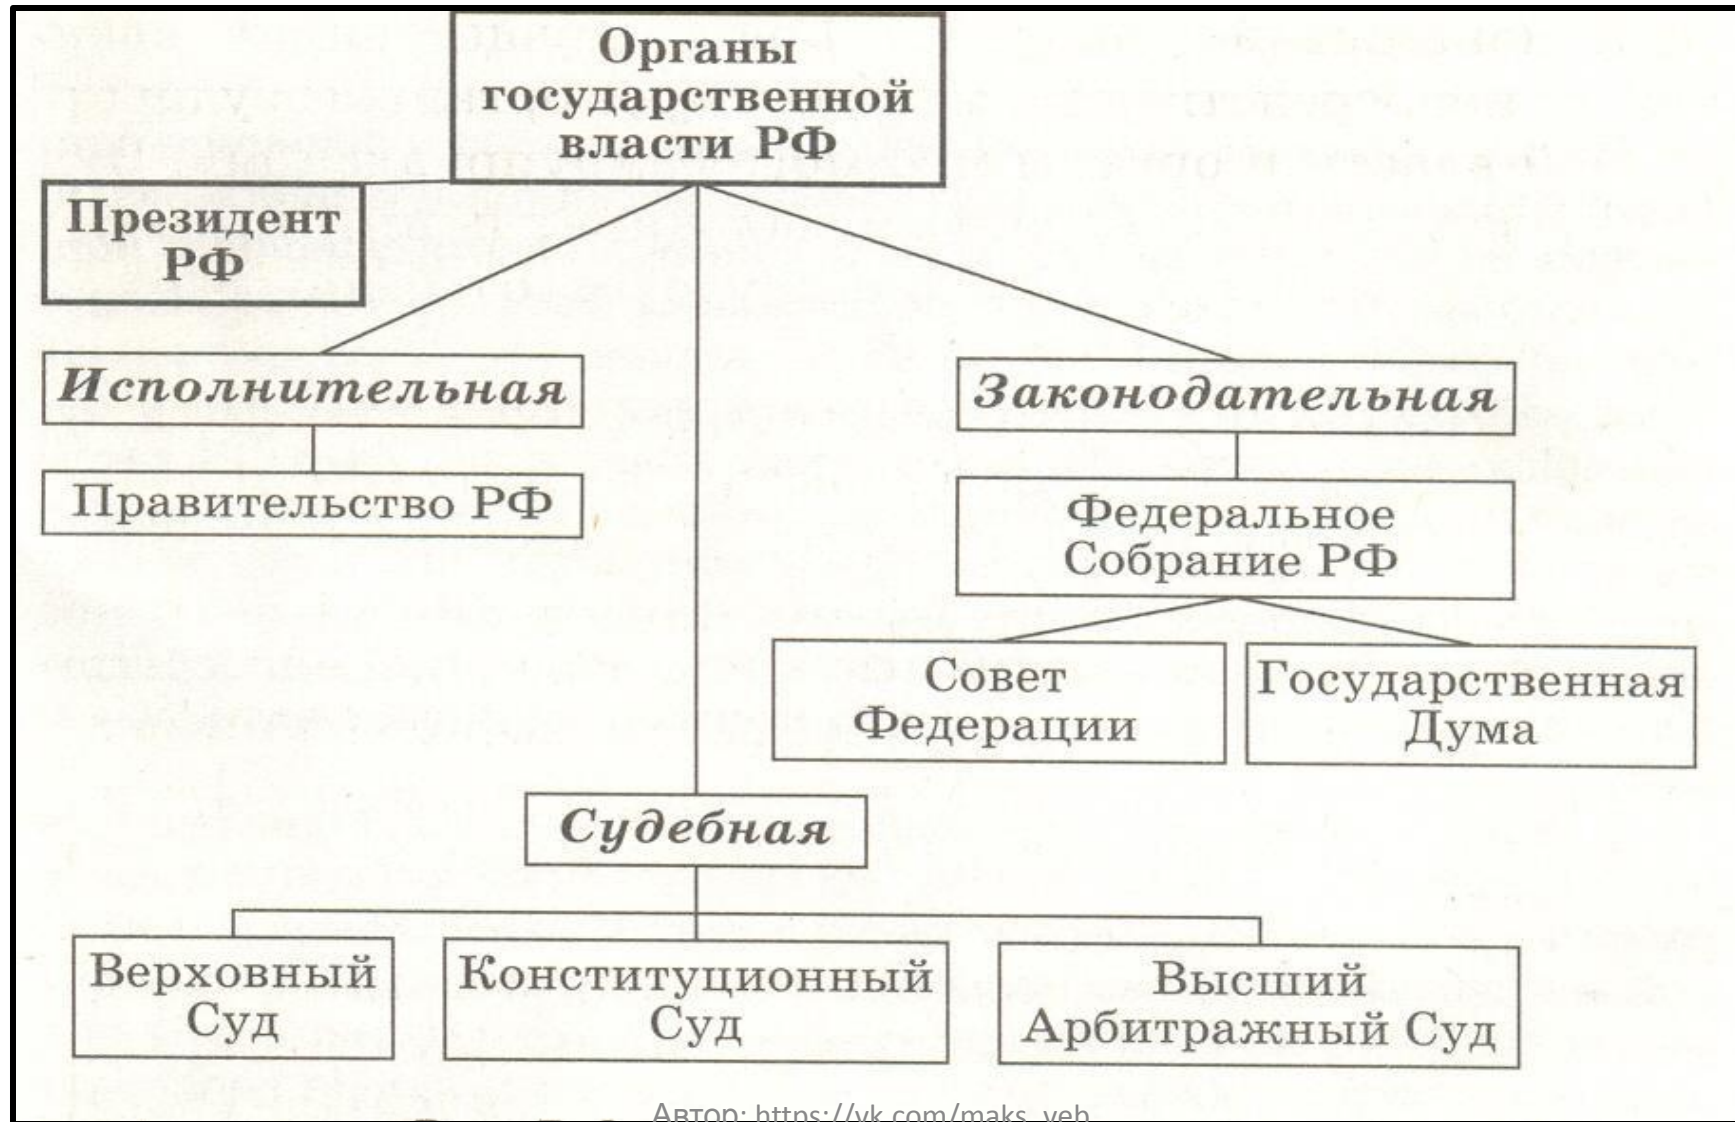 Органы
государственной
власти РФ
Президент
РФ
Исполнительная
Законодательная
Правительство РФ
Федеральное
Собрание РФ
Совет
Федерации
Государственная
Дума
Судебная
Верховный
Суд
Конституционный
Суд
Высший
Арбитражный Суд
Автор: https://vk.com/maks_yeb